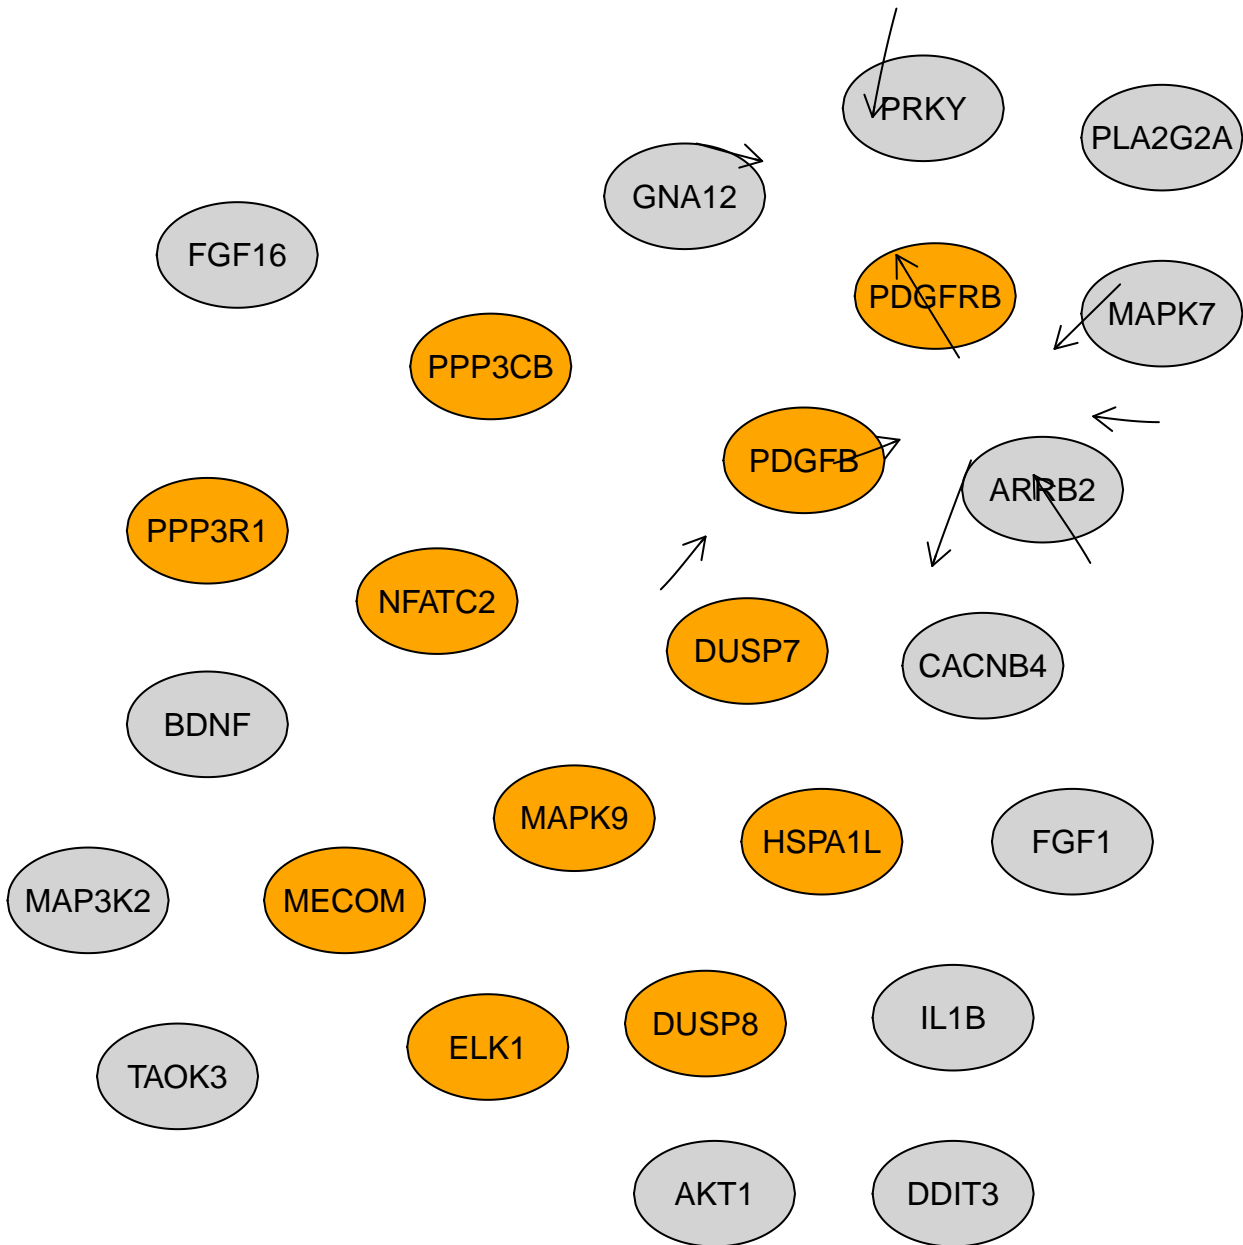 PRKY
PLA2G2A
GNA12
FGF16
PDGFRB
MAPK7
PPP3CB
PDGFB
ARRB2
PPP3R1
NFATC2
DUSP7
CACNB4
BDNF
MAPK9
HSPA1L
FGF1
MAP3K2
MECOM
IL1B
DUSP8
ELK1
TAOK3
AKT1
DDIT3